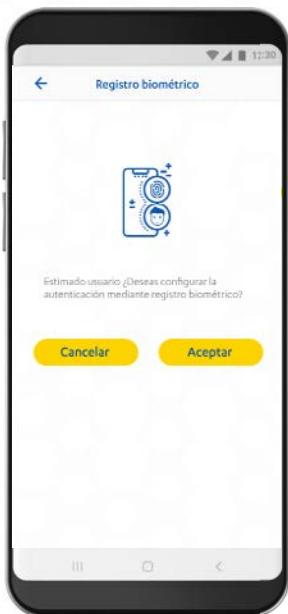 12:30
Registro biométrico
Estimado usuario ¿Deseas configurar la
autenticación mediante registro biométrico?
Cancelar
Aceptar